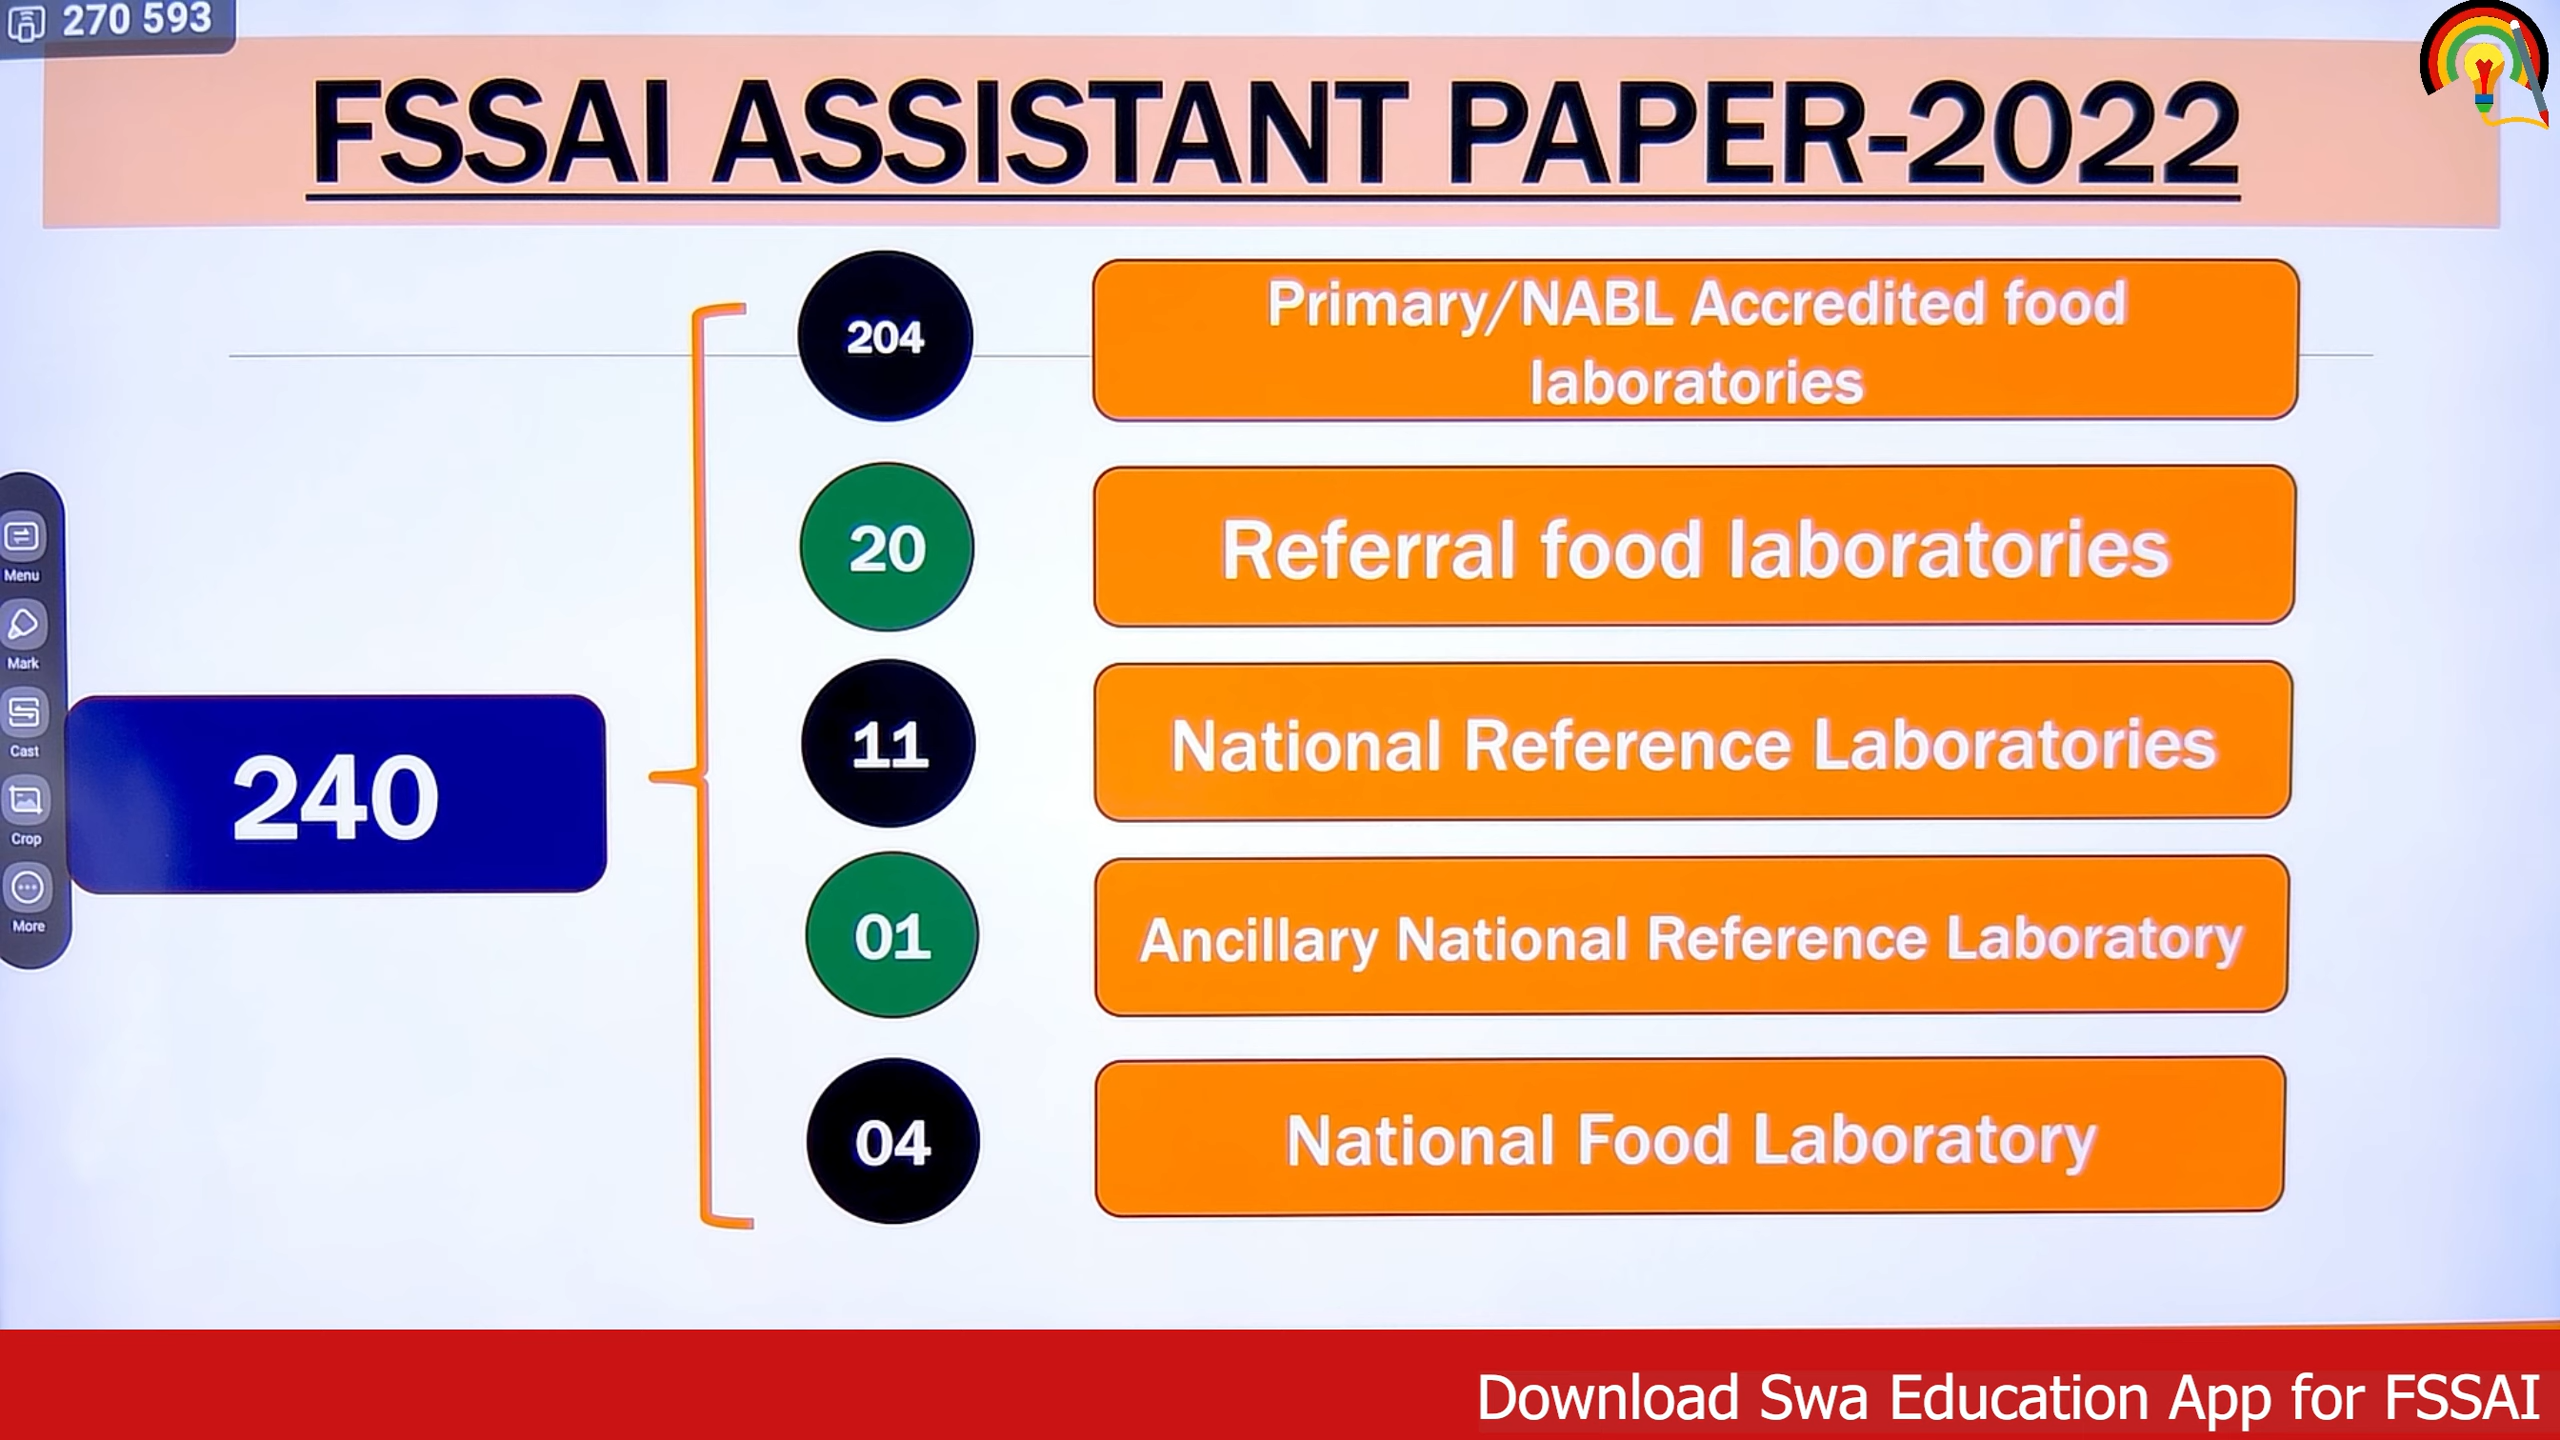 270 593
FSSAI ASSISTANT PAPER-2022
204
Primary/NABL Accredited food
laboratories
20
Referral food laboratories
11
National Reference Laboratories
240
01
Ancillary National Reference Laboratory
04
National Food Laboratory
Menu
Mark
Cast
Crop
More
Download Swa Education App for FSSAI